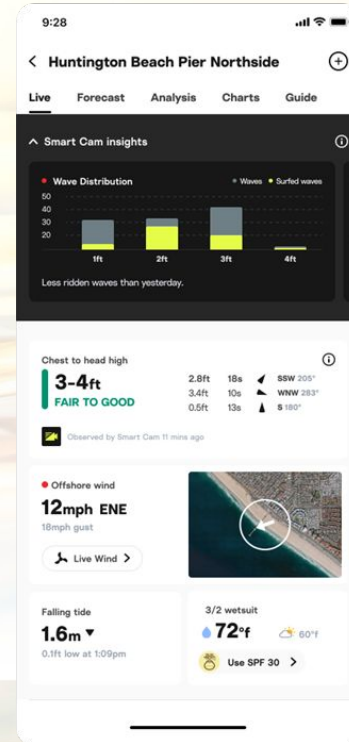 9:28
Huntington Beach Pier Northside
Live Forecast Analysis Charts Guide
Smart Cam insights
Wave Distribution
Waves Surfed waves
50
40
30
20
1ft 2ft 3ft 4ft
Less ridden waves than yesterday.
Chest to head high
3-4ft
FAIR TO GOOD
2.8ft 18s SSW 205°
3.4ft 10s WNW 283°
0.5ft 13s S 180°
Observed by Smart Cam 11 mins ago
Offshore wind
12mph ENE
18mph gust
Live Wind
Falling tide
1.6m
0.1ft low at 1:09pm
3/2 wetsuit
72°f
60°f
Use SPF 30